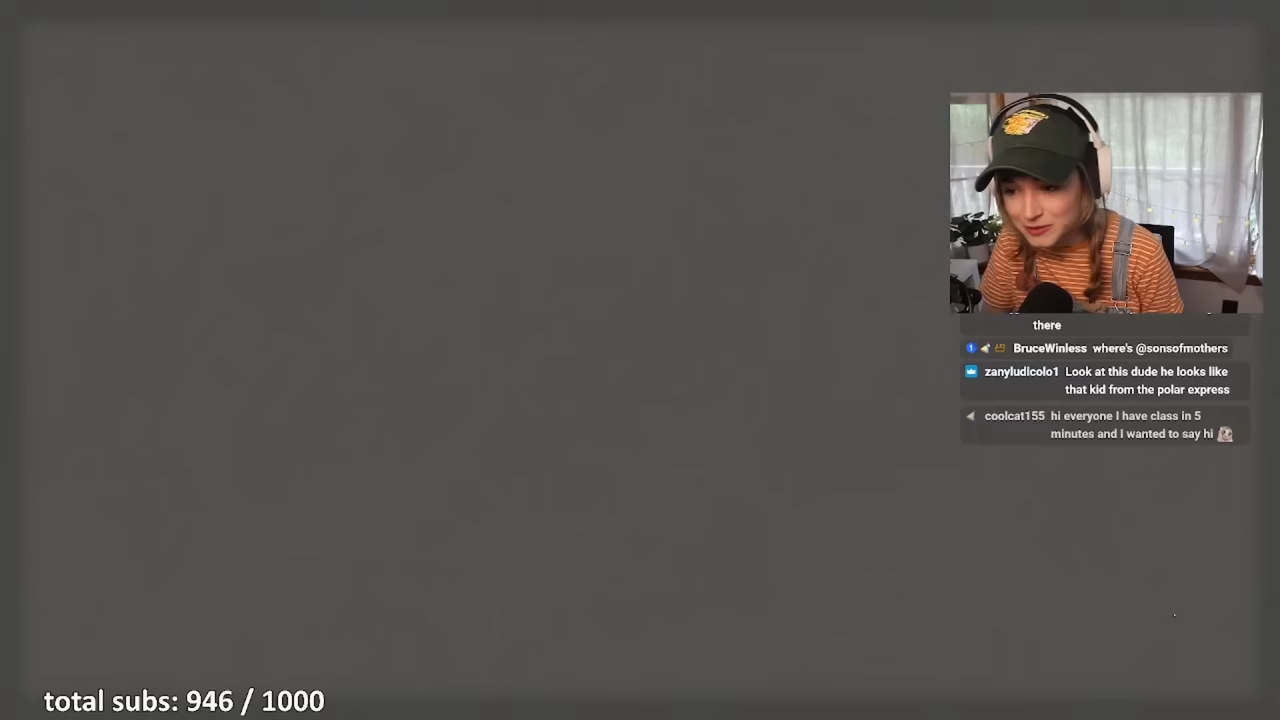 there
BruceWinless where's @sonsofmothers
zanyludicolo1 Look at this dude he looks like
that kid from the polar express
coolcat155 hi everyone I have class in 5
minutes and I wanted to say hi
total subs: 946 / 1000